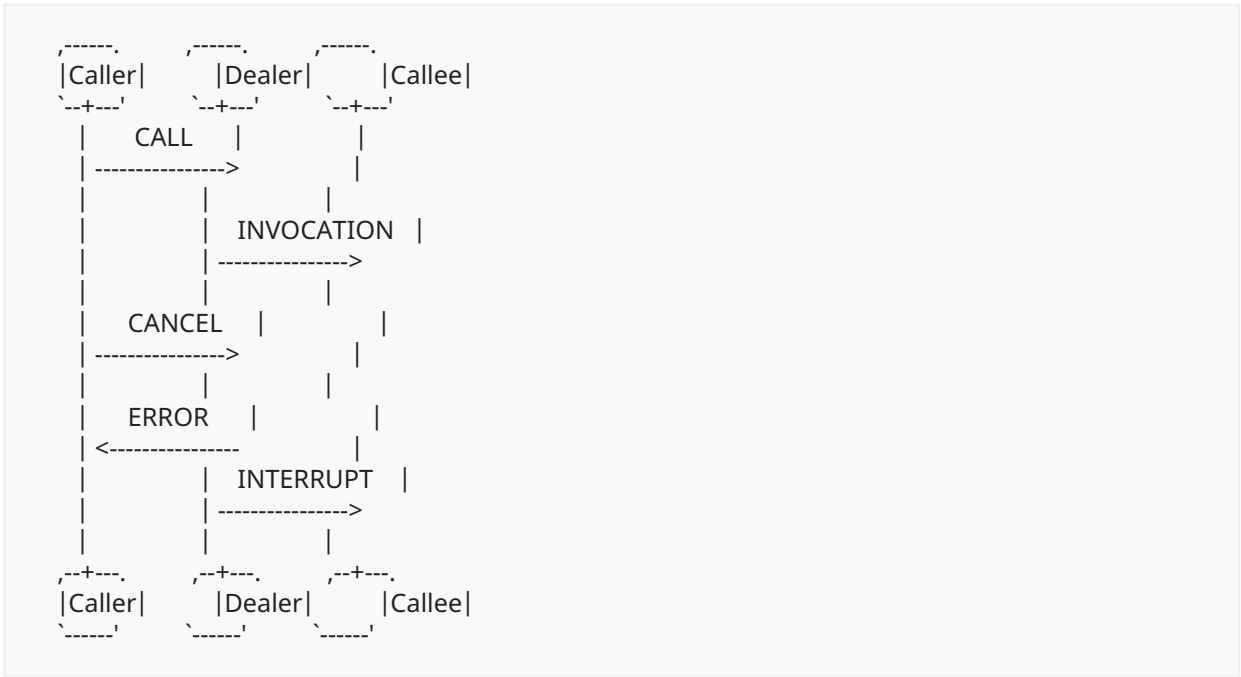 ,------.          ,------.          ,------.
|Caller|          |Dealer|          |Callee|
`--+---'          `--+---'          `--+---'
   |       CALL      |                 |
   | ---------------->                 |
   |                 |                 |
   |                 |    INVOCATION   |
   |                 | ---------------->
   |                 |                 |
   |      CANCEL     |                 |
   | ---------------->                 |
   |                 |                 |
   |      ERROR      |                 |
   | <----------------                 |
   |                 |    INTERRUPT    |
   |                 | ---------------->
   |                 |                 |
,--+---.          ,--+---.          ,--+---.
|Caller|          |Dealer|          |Callee|
`------'          `------'          `------'